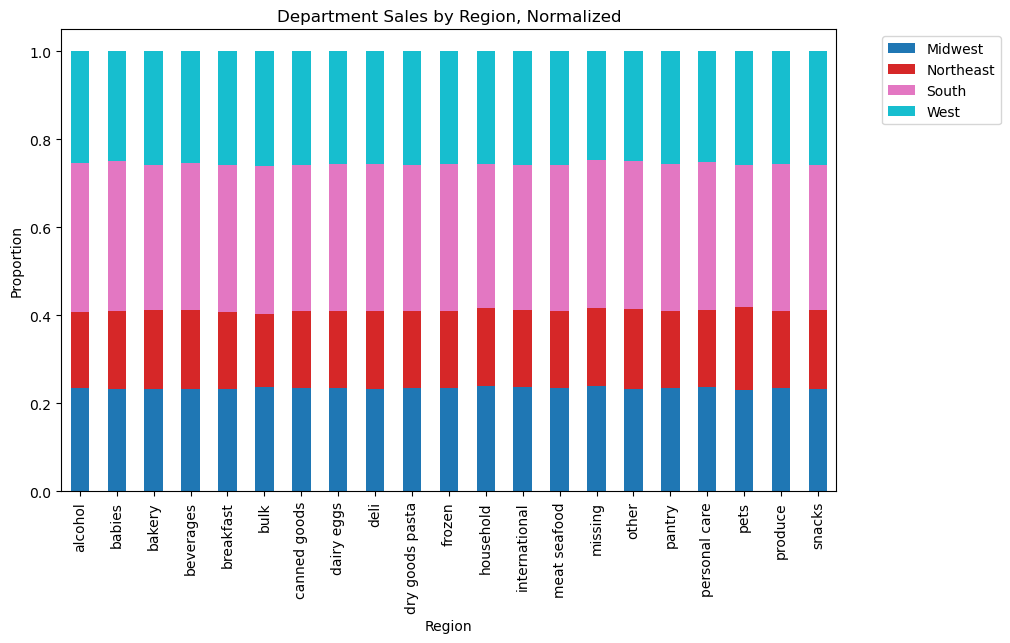 Department Sales by Region, Normalized
Midwest
Northeast
South
West
Proportion
1.0
0.8
0.6
0.4
0.2
0.0
alcohol
babies
bakery
beverages
breakfast
bulk
canned goods
dairy eggs
deli
dry goods pasta
frozen
household
international
meat seafood
missing
other
pantry
personal care
pets
produce
snacks
Region